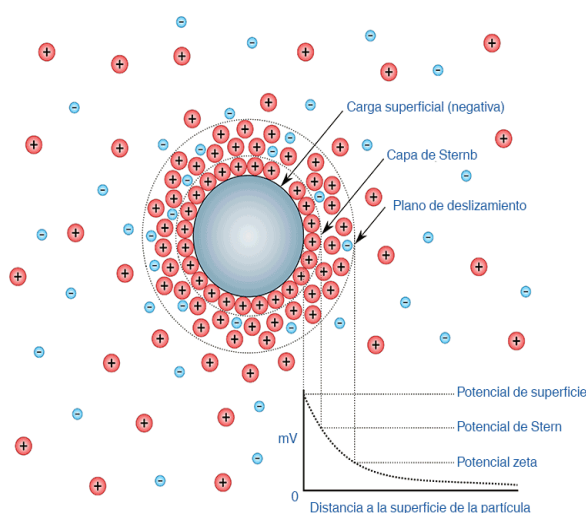 Carga superficial (negativa)
Capa de Sternb
Plano de deslizamiento
Potencial de superficie
Potencial de Stern
mV
Potencial zeta
0
Distancia a la superficie de la partícula